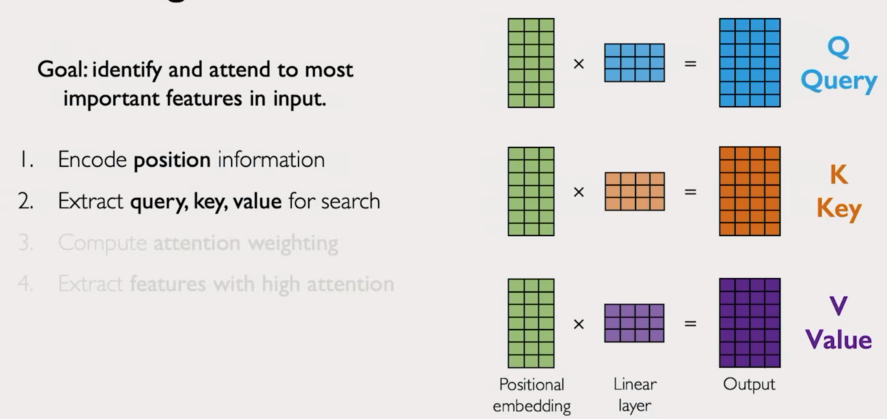 Goal: identify and attend to most
important features in input.
1. Encode position information
2. Extract query, key, value for search
3. Compute attention weighting
4. Extract features with high attention
× =
Q
Query
× =
K
Key
× =
V
Value
Positional
embedding
Linear
layer
Output